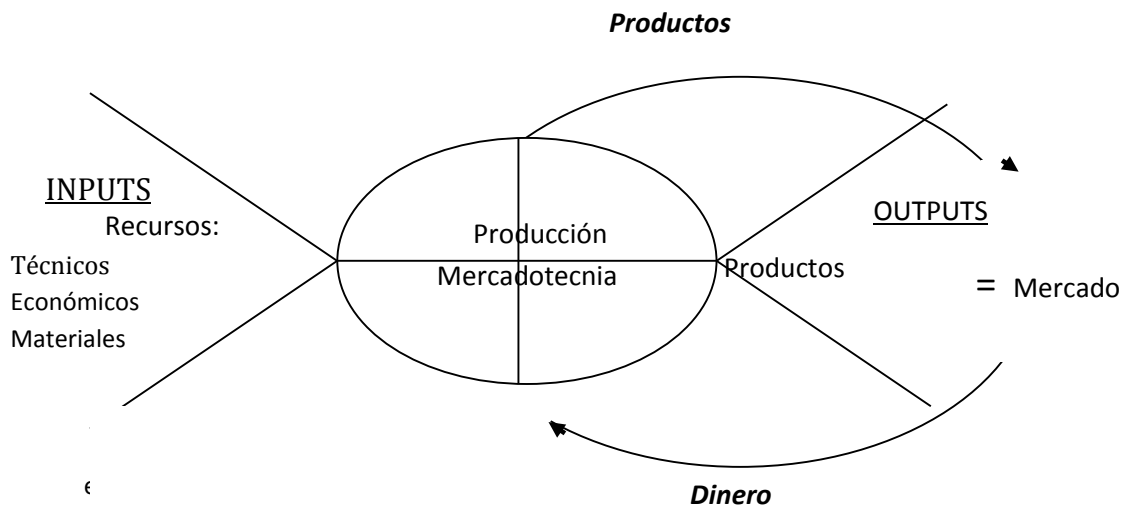 Productos
INPUTS
Recursos:
Técnicos
Económicos
Materiales
Producción
Mercadotecnia
Productos
OUTPUTS
= Mercado
Dinero